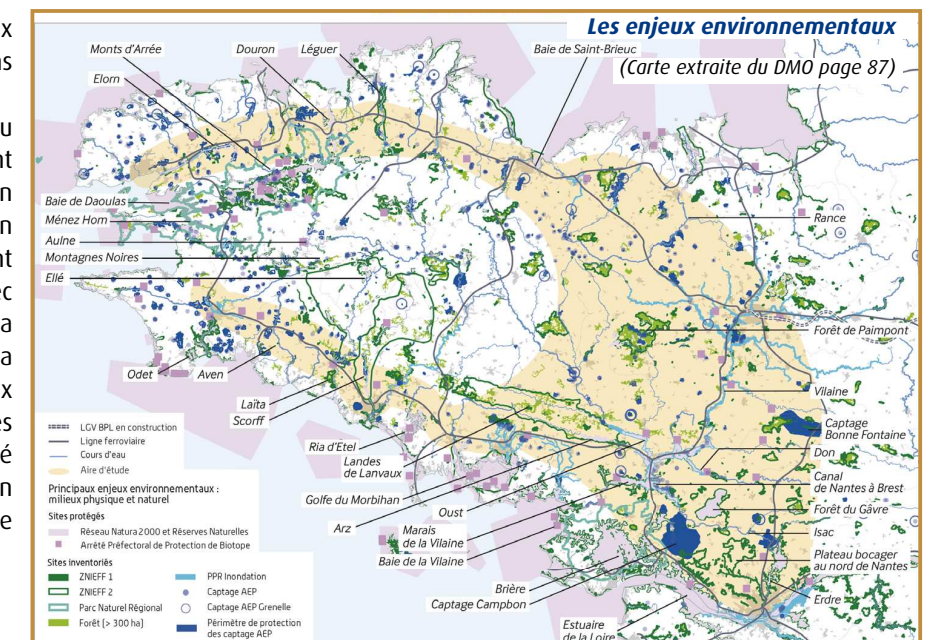 ux
ns
u
nt
n
n
nt
ec
a
a
ux
es
é
n
e
Les enjeux environnementaux
(Carte extraite du DMO page 87)
Monts d'Arrée
Douron
Léguer
Baie de Saint-Brieuc
Elorn
Baie de Daoulas
Ménez Hom
Aulne
Montagnes Noires
Ellé
Rance
Forêt de Paimpont
Odet
Aven
Laïta
Scorff
Vilaine
Captage
Bonne Fontaine
Ria d'Etel
Landes
de Lanvaux
Don
Canal
de Nantes à Brest
Golfe du Morbihan
Forêt du Gâvre
Arz
Oust
Isac
Marais
de la Vilaine
Baie de la Vilaine
Plateau bocager
au nord de Nantes
Brière
Captage Campbon
Erdre
Estuaire
de la Loire
LGV BPL en construction
Ligne ferroviaire
Cours d'eau
Aire d'étude
Principaux enjeux environnementaux :
milieux physique et naturel
Sites protégés
Réseau Natura 2000 et Réserves Naturelles
Arrêté Préfectoral de Protection de Biotope
Sites inventoriés
ZNIEFF 1
ZNIEFF 2
Parc Naturel Régional
Forêt (> 300 ha)
PPR Inondation
Captage AEP
Captage AEP Grenelle
Périmètre de protection
des captage AEP